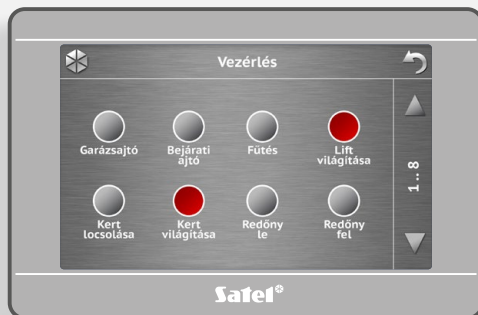 Vezérlés
Garázsajtó
Bejárati
ajtó
Fűtés
Lift
világítása
1..8
Kert
locsolása
Kert
világítása
Redőny
le
Redőny
fel
Satel